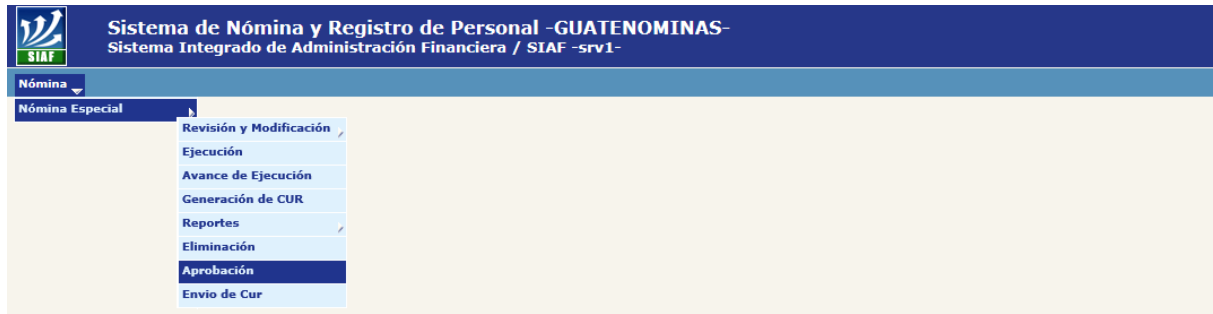 SIAF
Sistema de Nómina y Registro de Personal -GUATENOMINAS-
Sistema Integrado de Administración Financiera / SIAF -srv1-
Nómina
Nómina Especial
Revisión y Modificación
Ejecución
Avance de Ejecución
Generación de CUR
Reportes
Eliminación
Aprobación
Envio de Cur